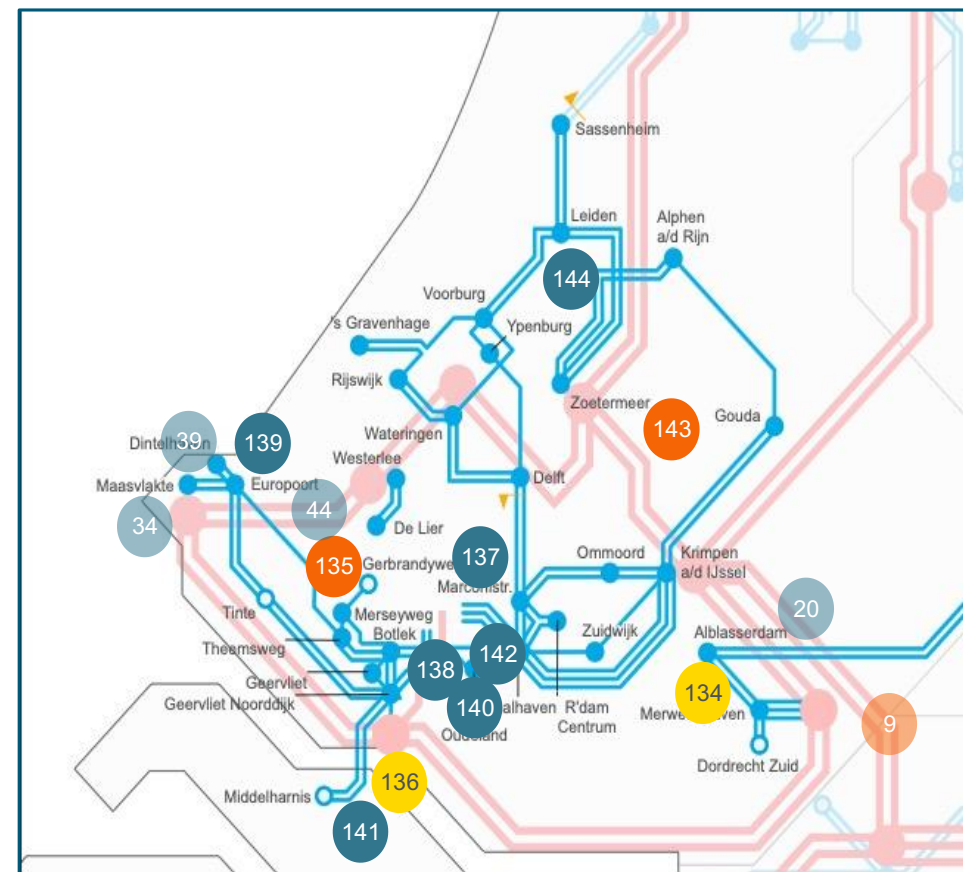 Sassenheim
Leiden
Alphen
a/d Rijn
144
Voorburg
's Gravenhage
Ypenburg
Rijswijk
Zoetermeer
143
Gouda
Wateringen
39
139
Westerlee
Maasvlakte
Europoort
Delft
34
44
De Lier
135
137
Ommoord
Krimpen
a/d IJssel
Merseyweg
20
Tinte
Botlek
Zuidwijk
Alblasserdam
Theemsweg
138
142
Geervliet
134
Geervliet Noorddijk
140
R'dam
Centrum
9
Dordrecht Zuid
136
Middelharnis
141